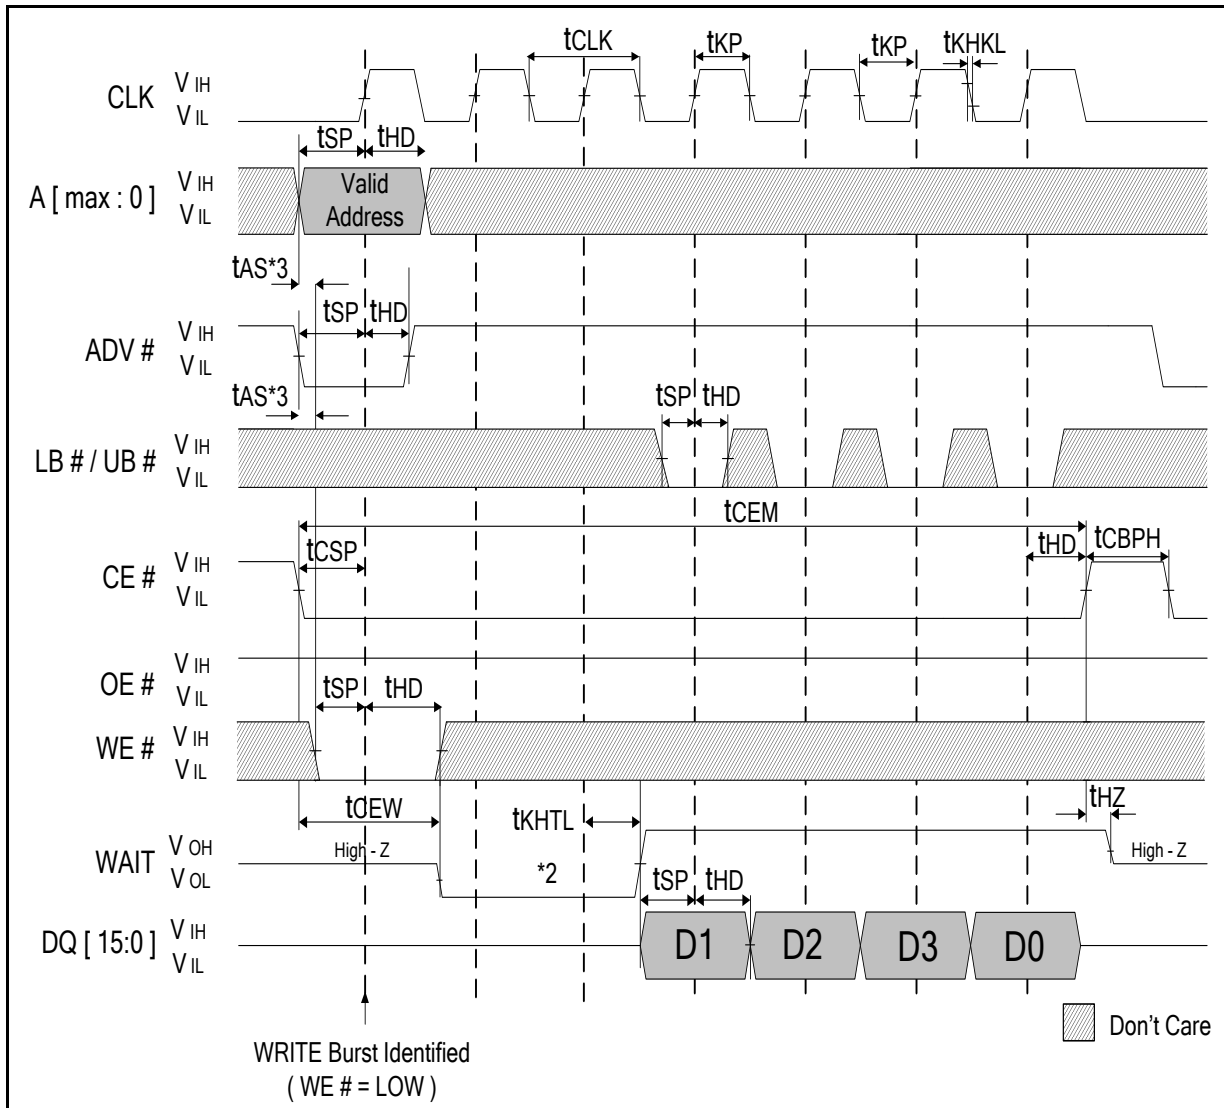 tCLK tKP tKP tKHKL
CLK V IH
V IL
tSP tHD
A [ max : 0 ] V IH
V IL
Valid
Address
tAS*3
tSP tHD
ADV # V IH
V IL
tAS*3
tSP tHD
LB # / UB # V IH
V IL
tCEM
tCSP tHD tCBPH
CE # V IH
V IL
OE # V IH
V IL
tSP tHD
WE # V IH
V IL
tCEW tKHTL tHZ
WAIT V OH
V OL
High - Z *2 High - Z
tSP tHD
DQ [ 15:0 ] V IH
V IL
D1 D2 D3 D0
Don't Care
WRITE Burst Identified
( WE # = LOW )